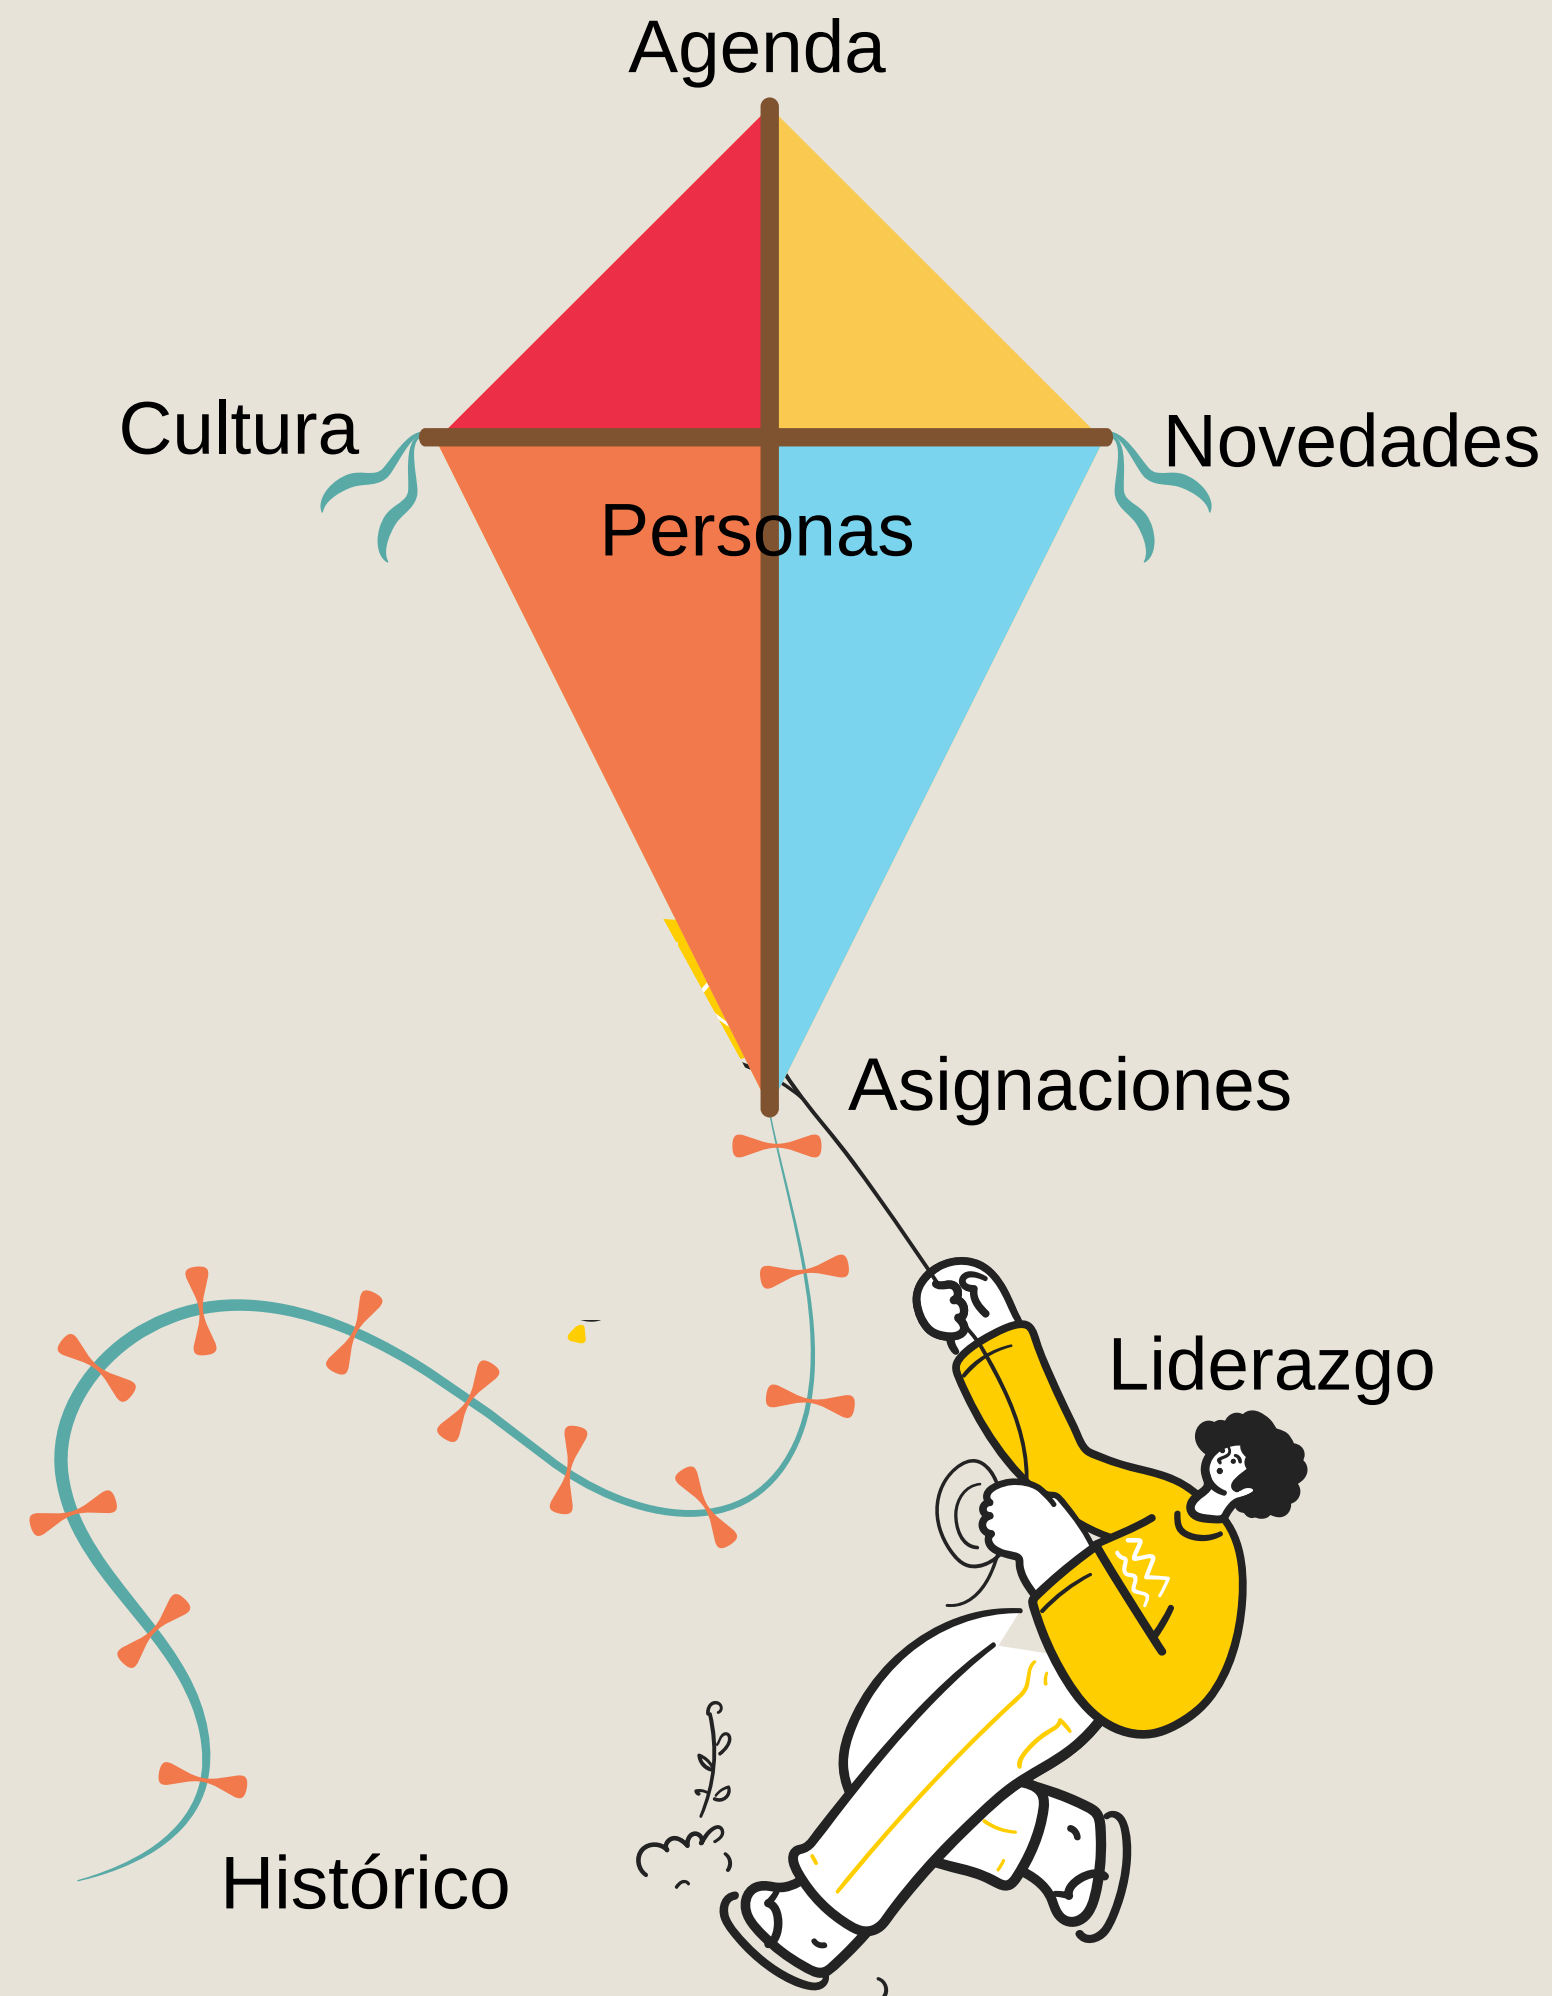 Agenda
Cultura
Novedades
Personas
Asignaciones
Liderazgo
Histórico